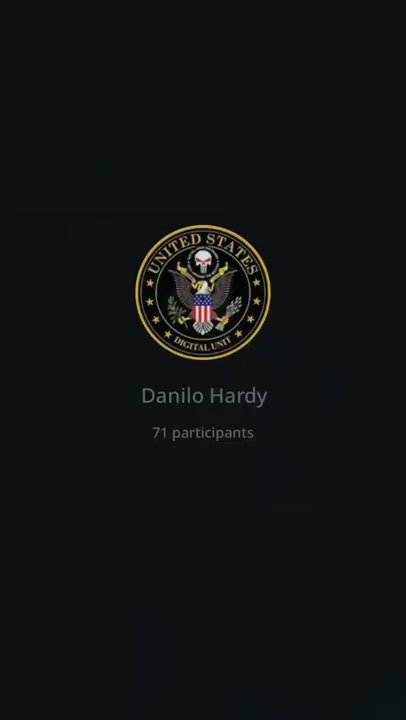 UNITED STATES
DIGITAL UNIT
Danilo Hardy
71 participants